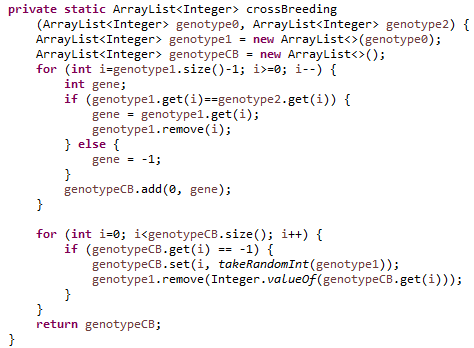 private static ArrayList<Integer> crossBreeding
(ArrayList<Integer> genotype0, ArrayList<Integer> genotype2) {
ArrayList<Integer> genotype1 = new ArrayList<>(genotype0);
ArrayList<Integer> genotypeCB = new ArrayList<>();
for (int i=genotype1.size()-1; i>=0; i--) {
int gene;
if (genotype1.get(i)==genotype2.get(i)) {
gene = genotype1.get(i);
genotype1.remove(i);
} else {
gene = -1;
}
genotypeCB.add(0, gene);
}
for (int i=0; i<genotypeCB.size(); i++) {
if (genotypeCB.get(i) == -1) {
genotypeCB.set(i, takeRandomInt(genotype1));
genotype1.remove(Integer.valueOf(genotypeCB.get(i)));
}
}
return genotypeCB;
}